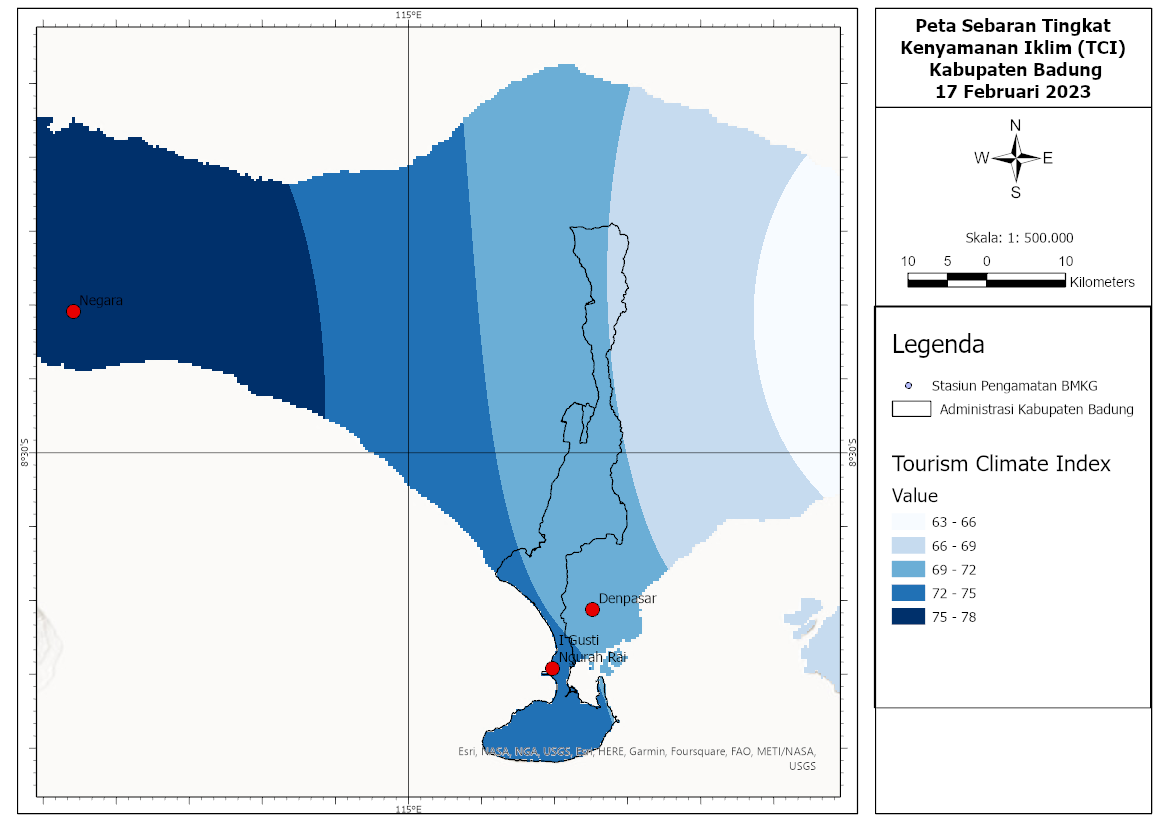 115°E
Peta Sebaran Tingkat
Kenyamanan Iklim (TCI)
Kabupaten Badung
17 Februari 2023
N
W E
S
Skala: 1: 500.000
10 5 0 10
Kilometers
Negara
Legenda
Stasiun Pengamatan BMKG
Administrasi Kabupaten Badung
8°30'S
8°30'S
Tourism Climate Index
Value
63 - 66
66 - 69
69 - 72
72 - 75
75 - 78
Denpasar
I Gusti
Ngurah Rai
Esri, NASA, NGA, USGS, Esri, HERE, Garmin, Foursquare, FAO, METI/NASA,
USGS
115°E